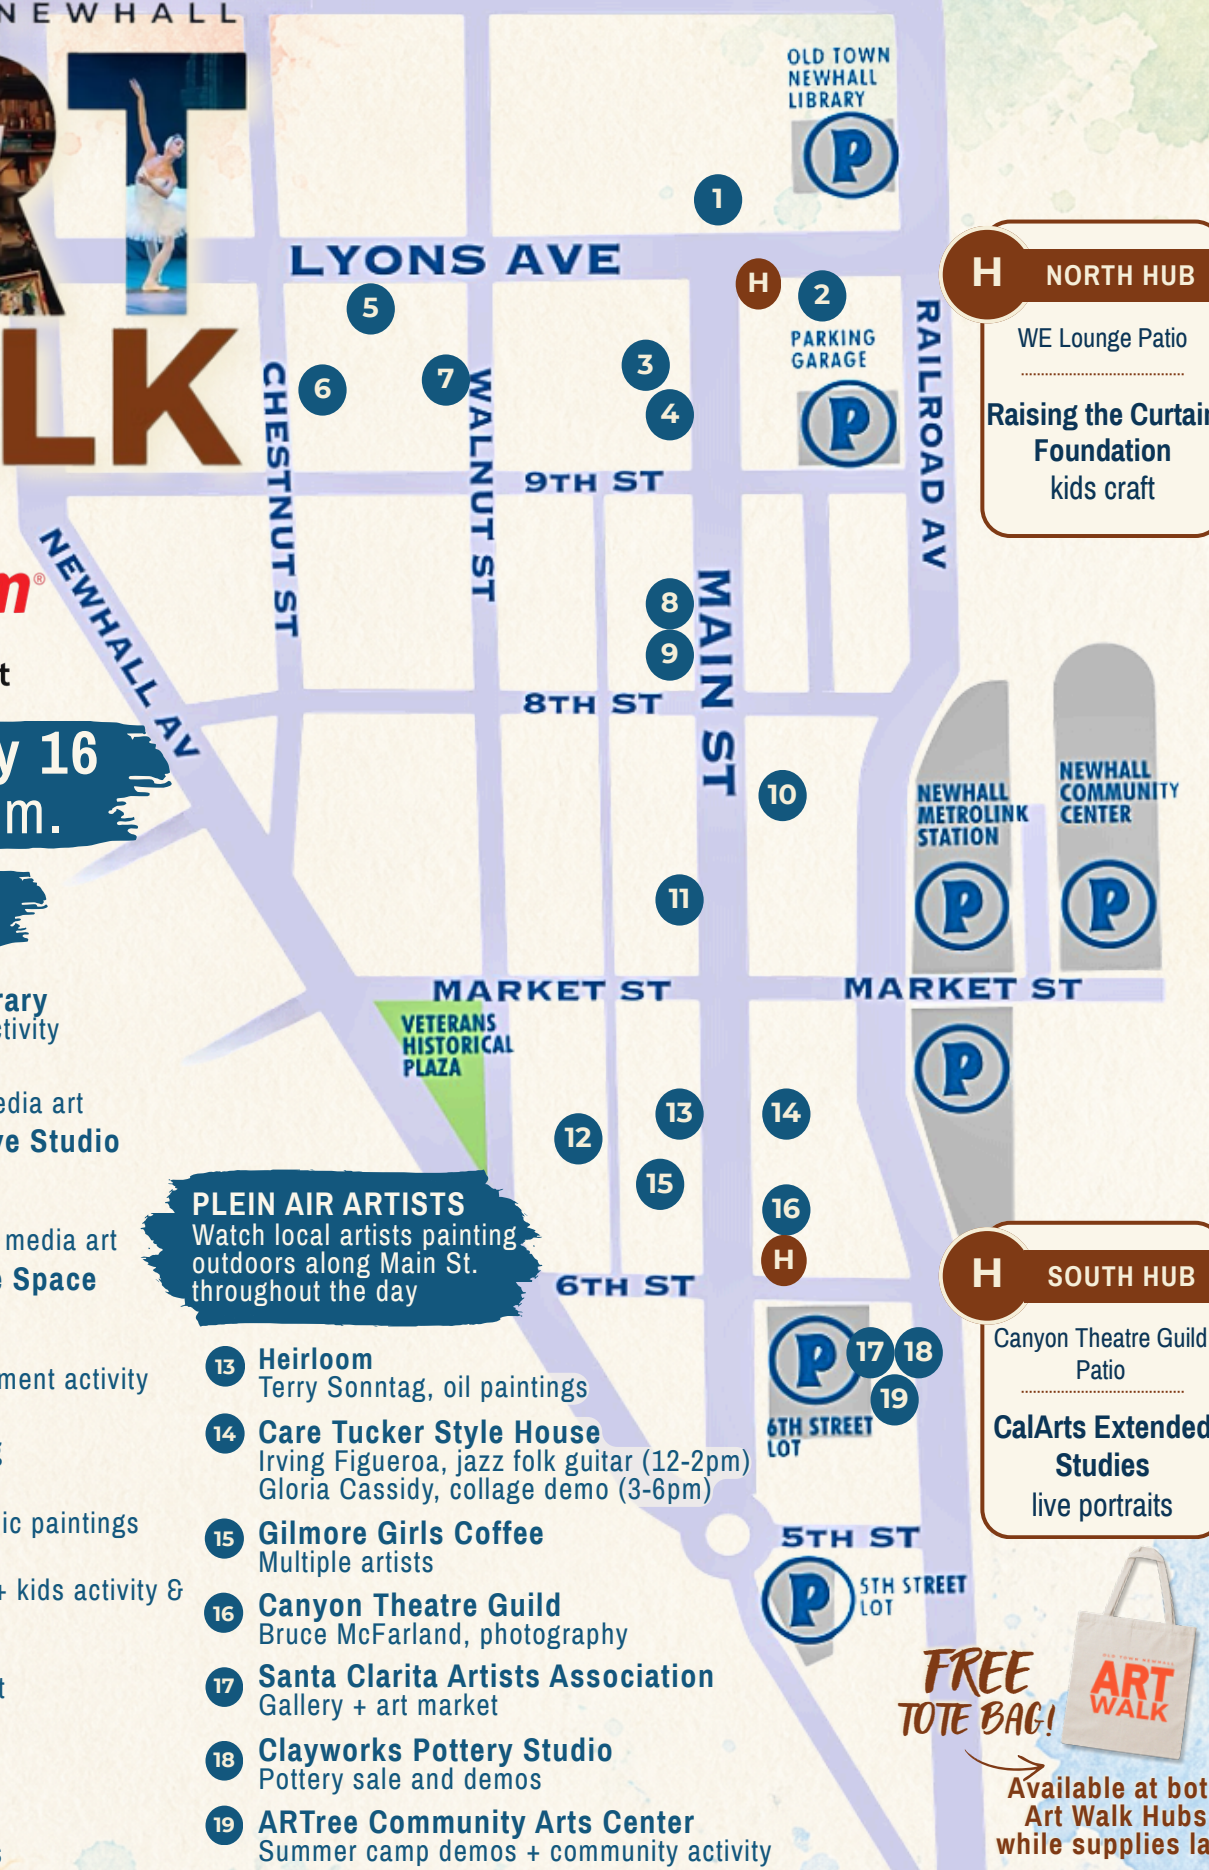 NEWHALL
RT
LK
m®
t
y 16
m.
rary
ctivity
edia art
ve Studio
media art
e Space
ment activity
g
ic paintings
+ kids activity &
t
s
OLD TOWN
NEWHALL
LIBRARY
P
1
LYONS AVE
H
2
5
PARKING
GARAGE
P
3
4
6
7
CHESTNUT ST
WALNUT ST
RAILROAD AV
9TH ST
NEWHALL AV
MAIN ST
8
9
8TH ST
10
NEWHALL
METROLINK
STATION
P
NEWHALL
COMMUNITY
CENTER
P
11
MARKET ST
MARKET ST
VETERANS
HISTORICAL
PLAZA
P
12
13
14
15
16
H
6TH ST
P
17
18
19
6TH STREET
LOT
5TH ST
P
5TH STREET
LOT
H
NORTH HUB
WE Lounge Patio
Raising the Curtain
Foundation
kids craft
H
SOUTH HUB
Canyon Theatre Guild
Patio
CalArts Extended
Studies
live portraits
PLEIN AIR ARTISTS
Watch local artists painting
outdoors along Main St.
throughout the day
13 Heirloom
Terry Sonntag, oil paintings
14 Care Tucker Style House
Irving Figueroa, jazz folk guitar (12-2pm)
Gloria Cassidy, collage demo (3-6pm)
15 Gilmore Girls Coffee
Multiple artists
16 Canyon Theatre Guild
Bruce McFarland, photography
17 Santa Clarita Artists Association
Gallery + art market
18 Clayworks Pottery Studio
Pottery sale and demos
19 ARTree Community Arts Center
Summer camp demos + community activity
FREE
TOTE BAG!
OLD TOWN NEWHALL
ART
WALK
Available at bot
Art Walk Hubs
while supplies la